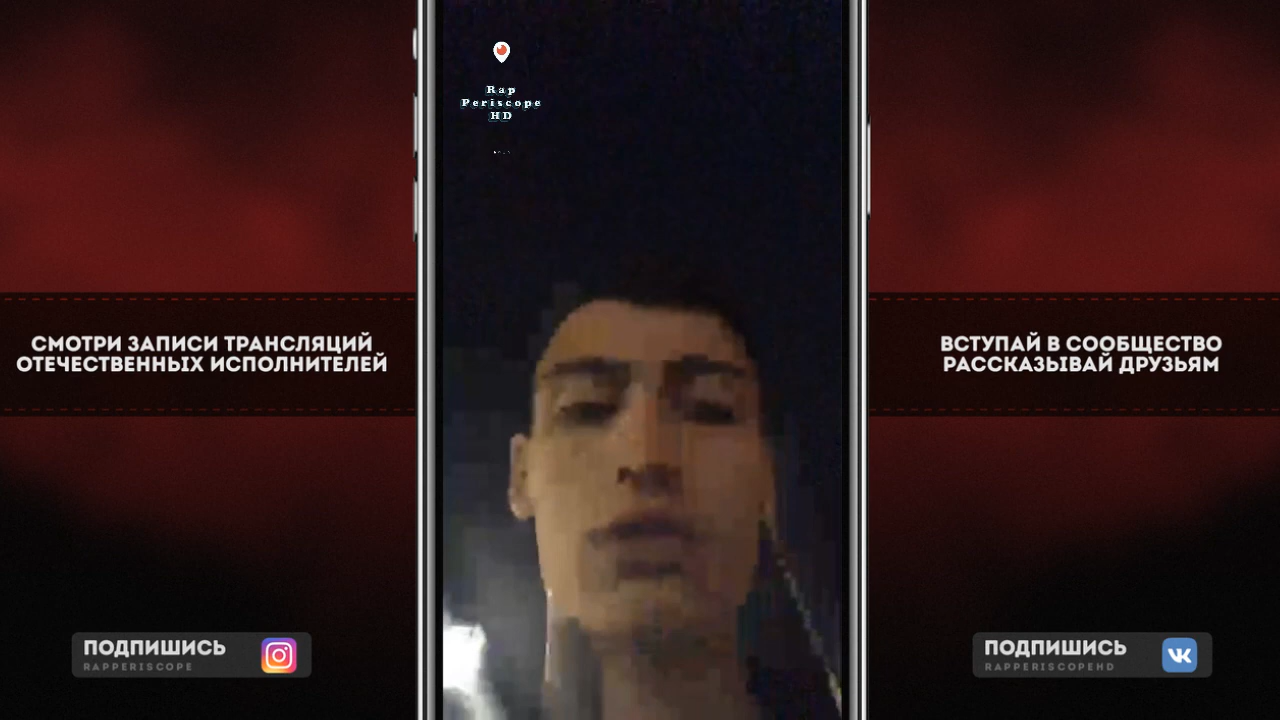 Rap
Periscope
HD
СМОТРИ ЗАПИСИ ТРАНСЛЯЦИЙ
ОТЕЧЕСТВЕННЫХ ИСПОЛНИТЕЛЕЙ
ВСТУПАЙ В СООБЩЕСТВО
РАССКАЗЫВАЙ ДРУЗЬЯМ
ПОДПИШИСЬ
RAPPERISCOPE
ПОДПИШИСЬ
RAPPERISCOPEHD